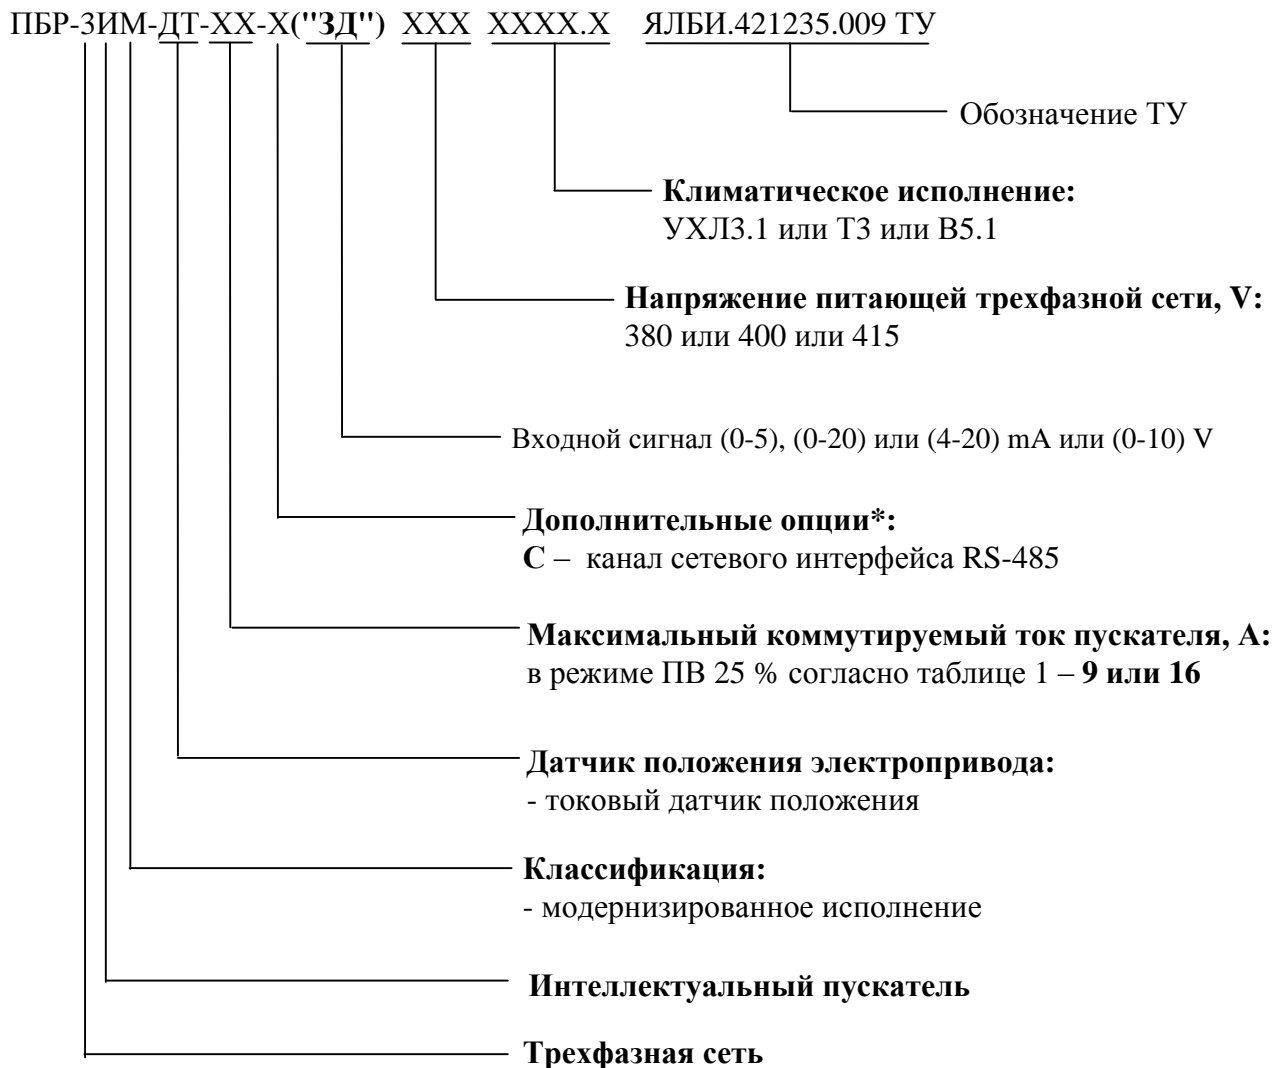 ПБР-3ИМ-ДТ-ХХ-Х("ЗД") ХХХ ХХХХ.Х ЯЛБИ.421235.009 ТУ
Обозначение ТУ
Климатическое исполнение:
УХЛ3.1 или Т3 или В5.1
Напряжение питающей трехфазной сети, V:
380 или 400 или 415
Входной сигнал (0-5), (0-20) или (4-20) mA или (0-10) V
Дополнительные опции*:
С – канал сетевого интерфейса RS-485
Максимальный коммутируемый ток пускателя, А:
в режиме ПВ 25 % согласно таблице 1 – 9 или 16
Датчик положения электропривода:
- токовый датчик положения
Классификация:
- модернизированное исполнение
Интеллектуальный пускатель
Трехфазная сеть